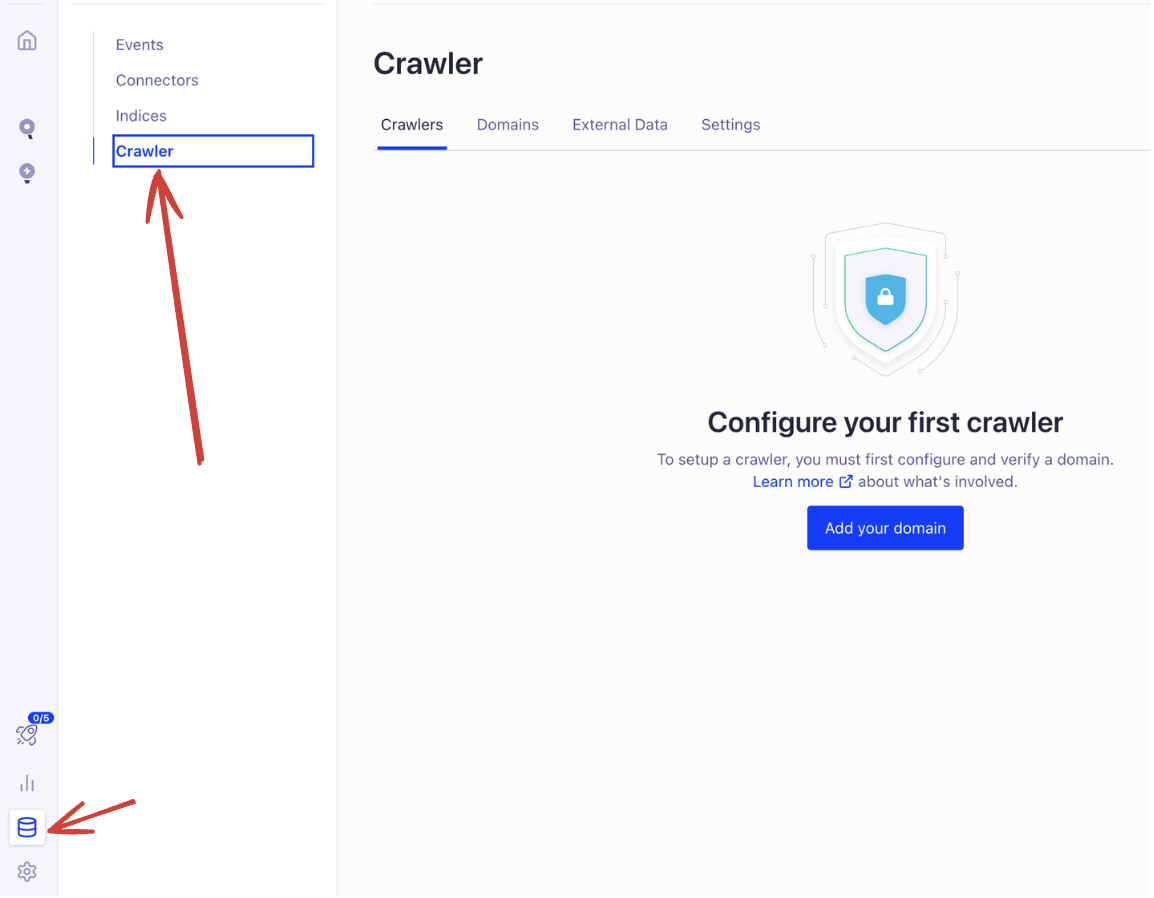 Events
Connectors
Indices
Crawler
0/5
Crawler
Crawlers Domains External Data Settings
Configure your first crawler
To setup a crawler, you must first configure and verify a domain.
Learn more about what's involved.
Add your domain